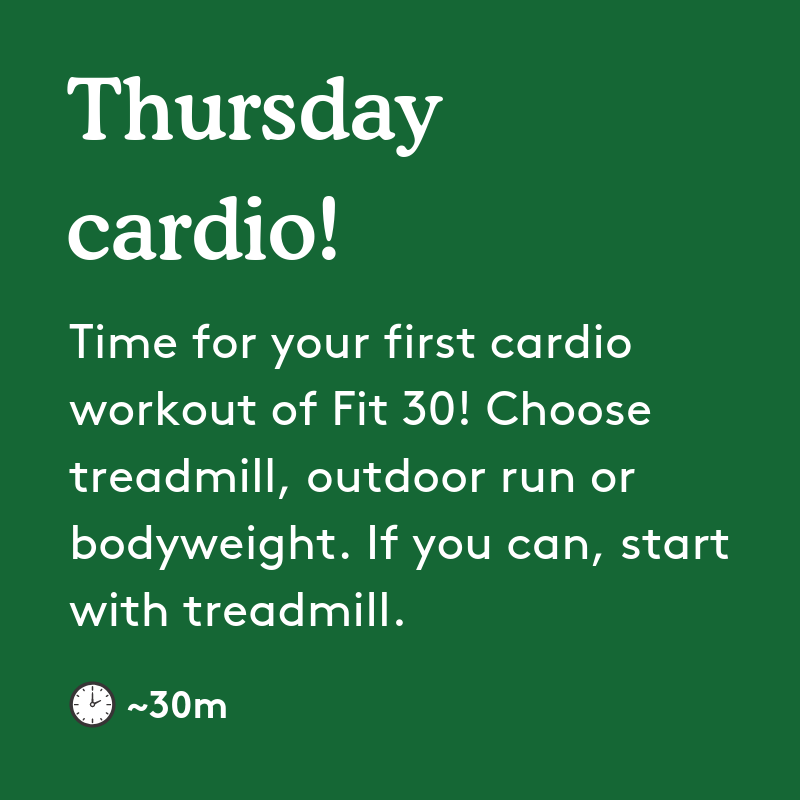 Thursday
cardio!
Time for your first cardio
workout of Fit 30! Choose
treadmill, outdoor run or
bodyweight. If you can, start
with treadmill.
~30m